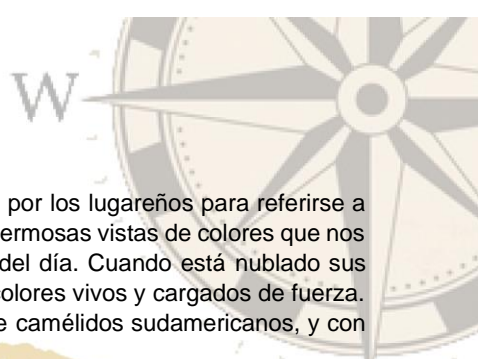 W
por los lugareños para referirse a
ermosas vistas de colores que nos
del día. Cuando está nublado sus
colores vivos y cargados de fuerza.
e camélidos sudamericanos, y con